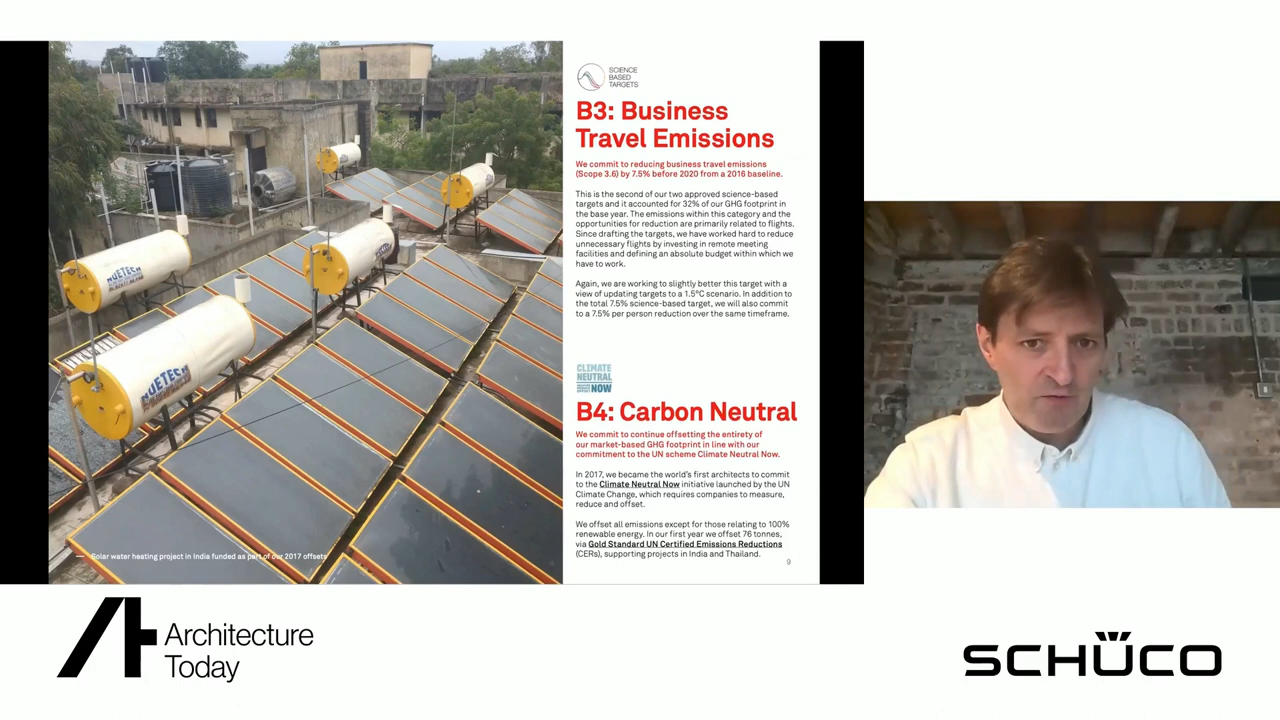 SCIENCE
BASED
TARGETS
B3: Business
Travel Emissions
We commit to reducing business travel emissions
(Scope 3.6) by 7.5% before 2020 from a 2016 baseline.
This is the second of our two approved science-based
targets and it accounted for 32% of our GHG footprint in
the base year. The emissions within this category and the
opportunities for reduction are primarily related to flights.
Since drafting the targets, we have worked hard to reduce
unnecessary flights by investing in remote meeting
facilities and defining an absolute budget within which we
have to work.
Again, we are working to slightly better this target with a
view of updating targets to a 1.5°C scenario. In addition to
the total 7.5% science-based target, we will also commit
to a 7.5% per person reduction over the same timeframe.
CLIMATE
NEUTRAL
NOW
B4: Carbon Neutral
We commit to continue offsetting the entirety of
our market-based GHG footprint in line with our
commitment to the UN scheme Climate Neutral Now.
In 2017, we became the world's first architects to commit
to the Climate Neutral Now initiative launched by the UN
Climate Change, which requires companies to measure,
reduce and offset.
We offset all emissions except for those relating to 100%
renewable energy. In our first year we offset 76 tonnes,
via Gold Standard UN Certified Emissions Reductions
(CERs), supporting projects in India and Thailand.
9
— Solar water heating project in India funded as part of our 2017 offsets
Architecture
Today
SCHÜCO